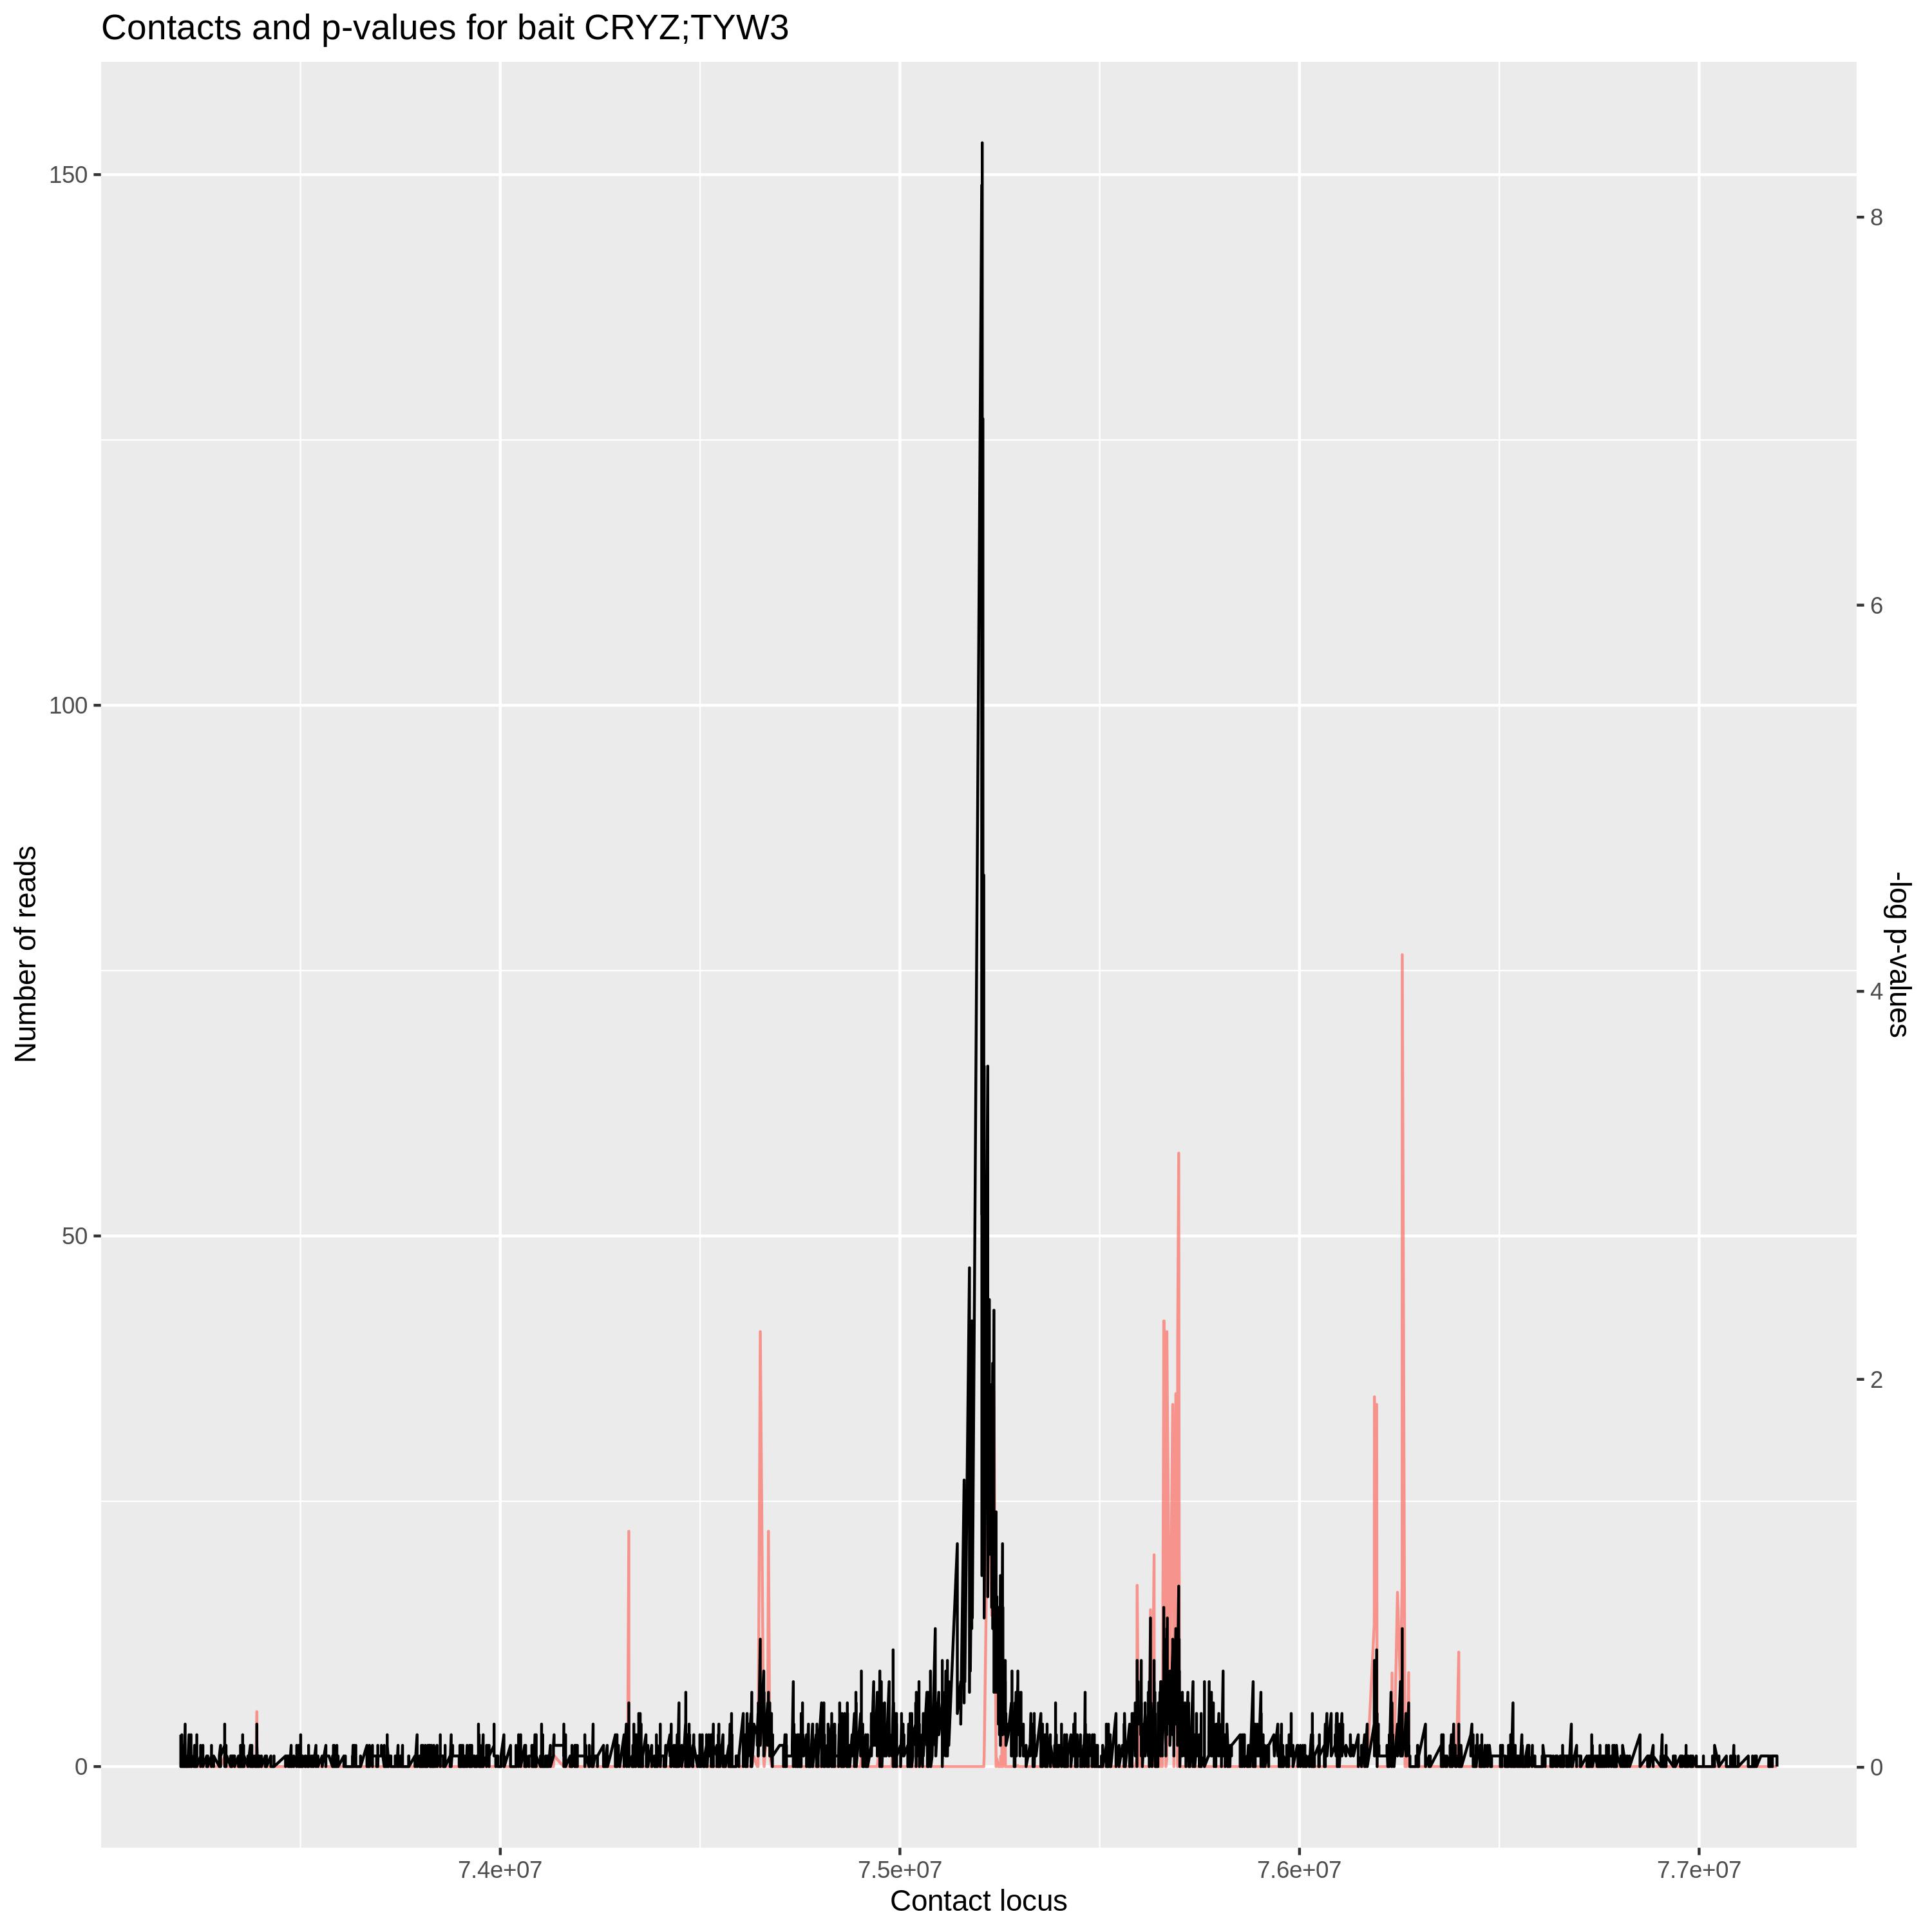 Contacts and p-values for bait CRYZ;TYW3
150
100
50
0
Number of reads
8
6
4
2
0
-log p-values
7.4e+07
7.5e+07
7.6e+07
7.7e+07
Contact locus